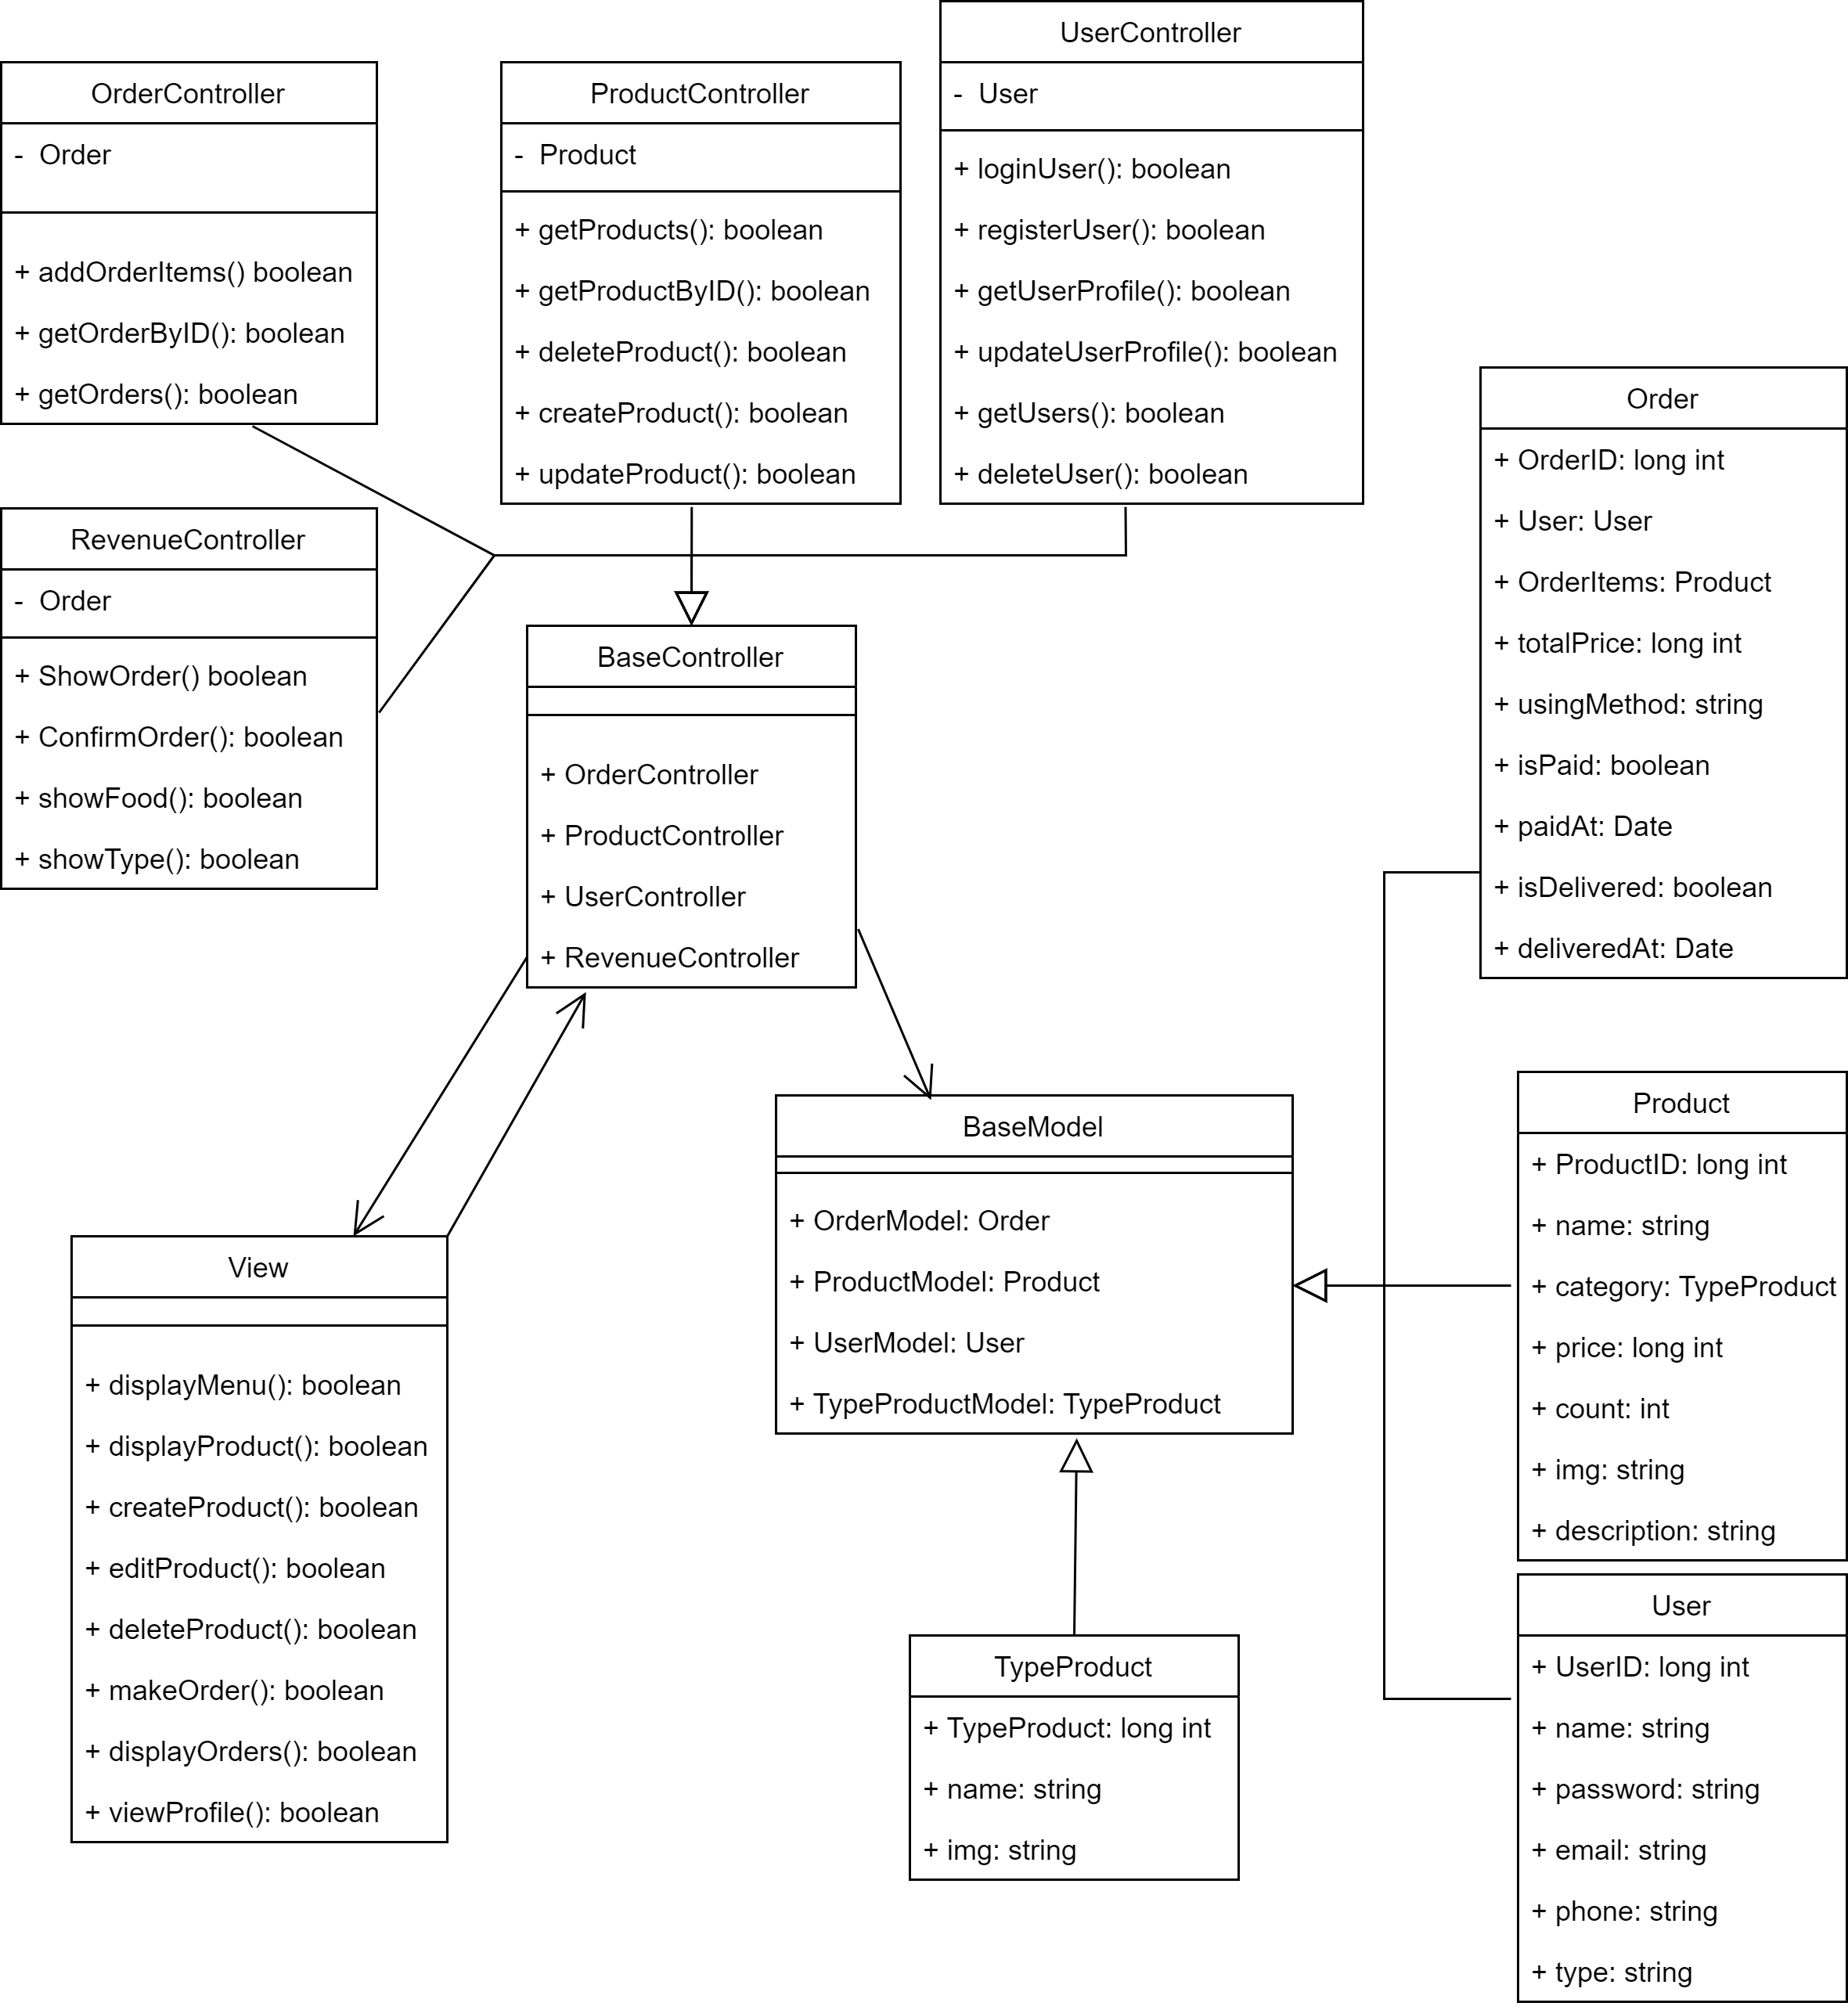 OrderController
- Order
+ addOrderItems() boolean
+ getOrderByID(): boolean
+ getOrders(): boolean
ProductController
- Product
+ getProducts(): boolean
+ getProductByID(): boolean
+ deleteProduct(): boolean
+ createProduct(): boolean
+ updateProduct(): boolean
UserController
- User
+ loginUser(): boolean
+ registerUser(): boolean
+ getUserProfile(): boolean
+ updateUserProfile(): boolean
+ getUsers(): boolean
+ deleteUser(): boolean
RevenueController
- Order
+ ShowOrder() boolean
+ ConfirmOrder(): boolean
+ showFood(): boolean
+ showType(): boolean
BaseController
+ OrderController
+ ProductController
+ UserController
+ RevenueController
Order
+ OrderID: long int
+ User: User
+ OrderItems: Product
+ totalPrice: long int
+ usingMethod: string
+ isPaid: boolean
+ paidAt: Date
+ isDelivered: boolean
+ deliveredAt: Date
View
+ displayMenu(): boolean
+ displayProduct(): boolean
+ createProduct(): boolean
+ editProduct(): boolean
+ deleteProduct(): boolean
+ makeOrder(): boolean
+ displayOrders(): boolean
+ viewProfile(): boolean
BaseModel
+ OrderModel: Order
+ ProductModel: Product
+ UserModel: User
+ TypeProductModel: TypeProduct
Product
+ ProductID: long int
+ name: string
+ category: TypeProduct
+ price: long int
+ count: int
+ img: string
+ description: string
TypeProduct
+ TypeProduct: long int
+ name: string
+ img: string
User
+ UserID: long int
+ name: string
+ password: string
+ email: string
+ phone: string
+ type: string